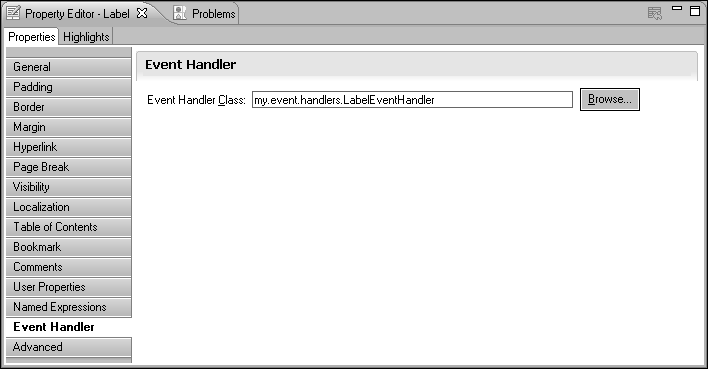 Property Editor - Label Problems
Properties Highlights
General
Padding
Border
Margin
Hyperlink
Page Break
Visibility
Localization
Table of Contents
Bookmark
Comments
User Properties
Named Expressions
Event Handler
Advanced
Event Handler
Event Handler Class: my.event.handlers.LabelEventHandler Browse...